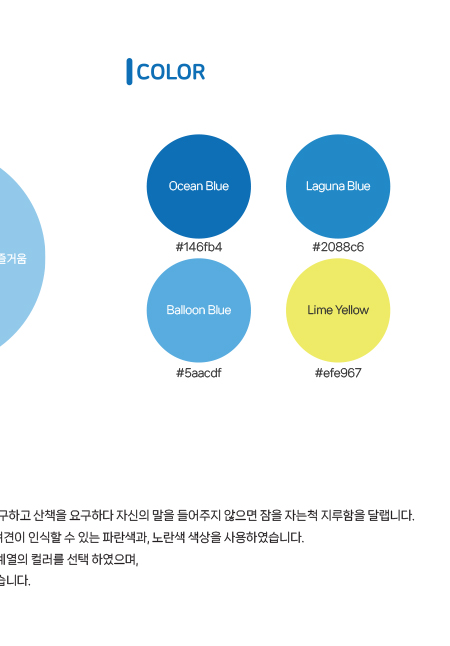 COLOR
Ocean Blue
Laguna Blue
#146fb4
#2088c6
즐거움
Balloon Blue
Lime Yellow
#5aacdf
#efe967
구하고 산책을 요구하다 자신의 말을 들어주지 않으면 잠을 자는척 지루함을 달랩니다.
인식할 수 있는 파란색과, 노란색 색상을 사용하였습니다.
계열의 컬러를 선택 하였으며,
습니다.